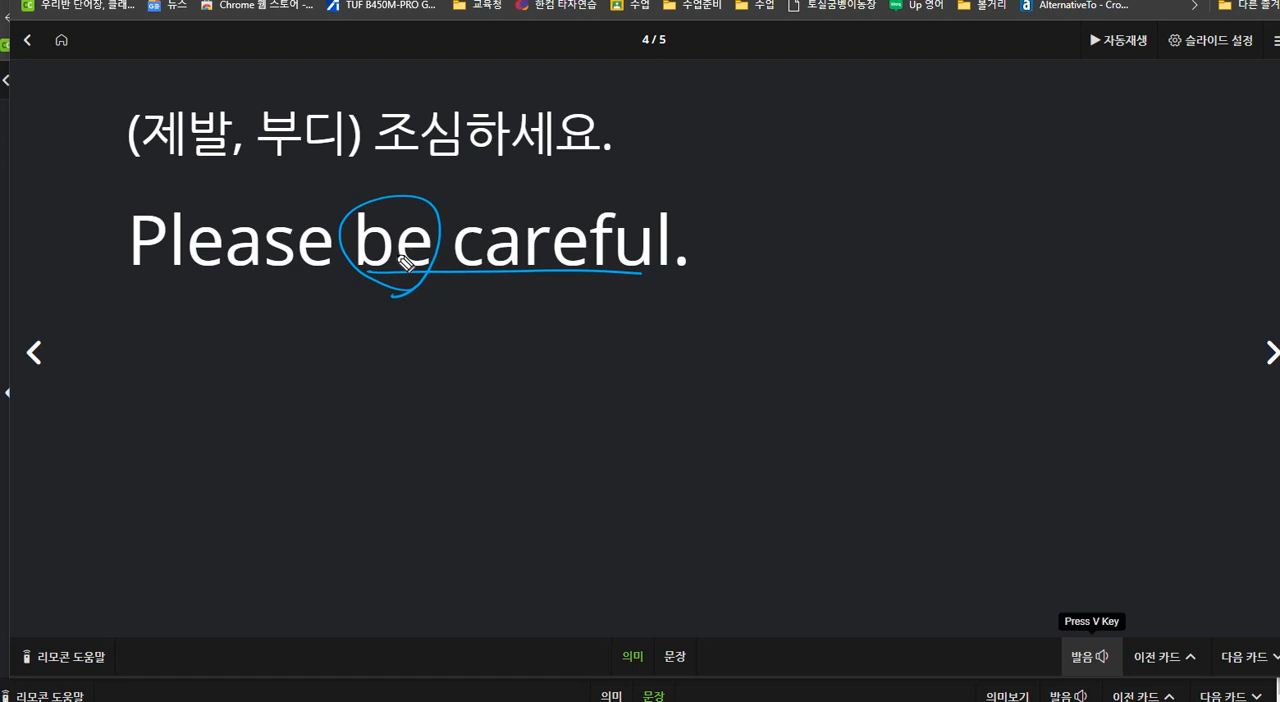 우리반 단어장, 클래... 뉴스 Chrome 웹 스토어 -... TUF B450M-PRO G... 교육청 한컴 타자연습 수업 수업준비 수업 토실굼벵이농장 Up 영어 볼거리 AlternativeTo - Cro... 다른 즐겨
4 / 5 자동재생 슬라이드 설정
(제발, 부디) 조심하세요.
Please be careful.
Press V Key
리모콘 도움말 의미 문장 발음 이전 카드 다음 카드
리모콘 도움말 의미 문장 의미보기 발음 이전 카드 다음 카드